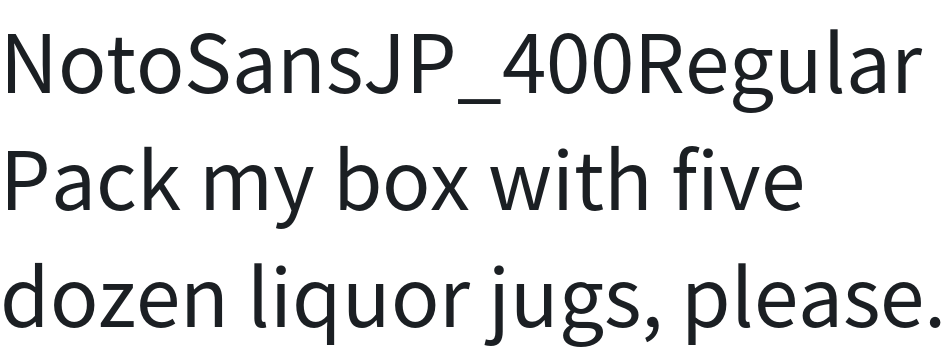 NotoSansJP_400Regular
Pack my box with five
dozen liquor jugs, please.